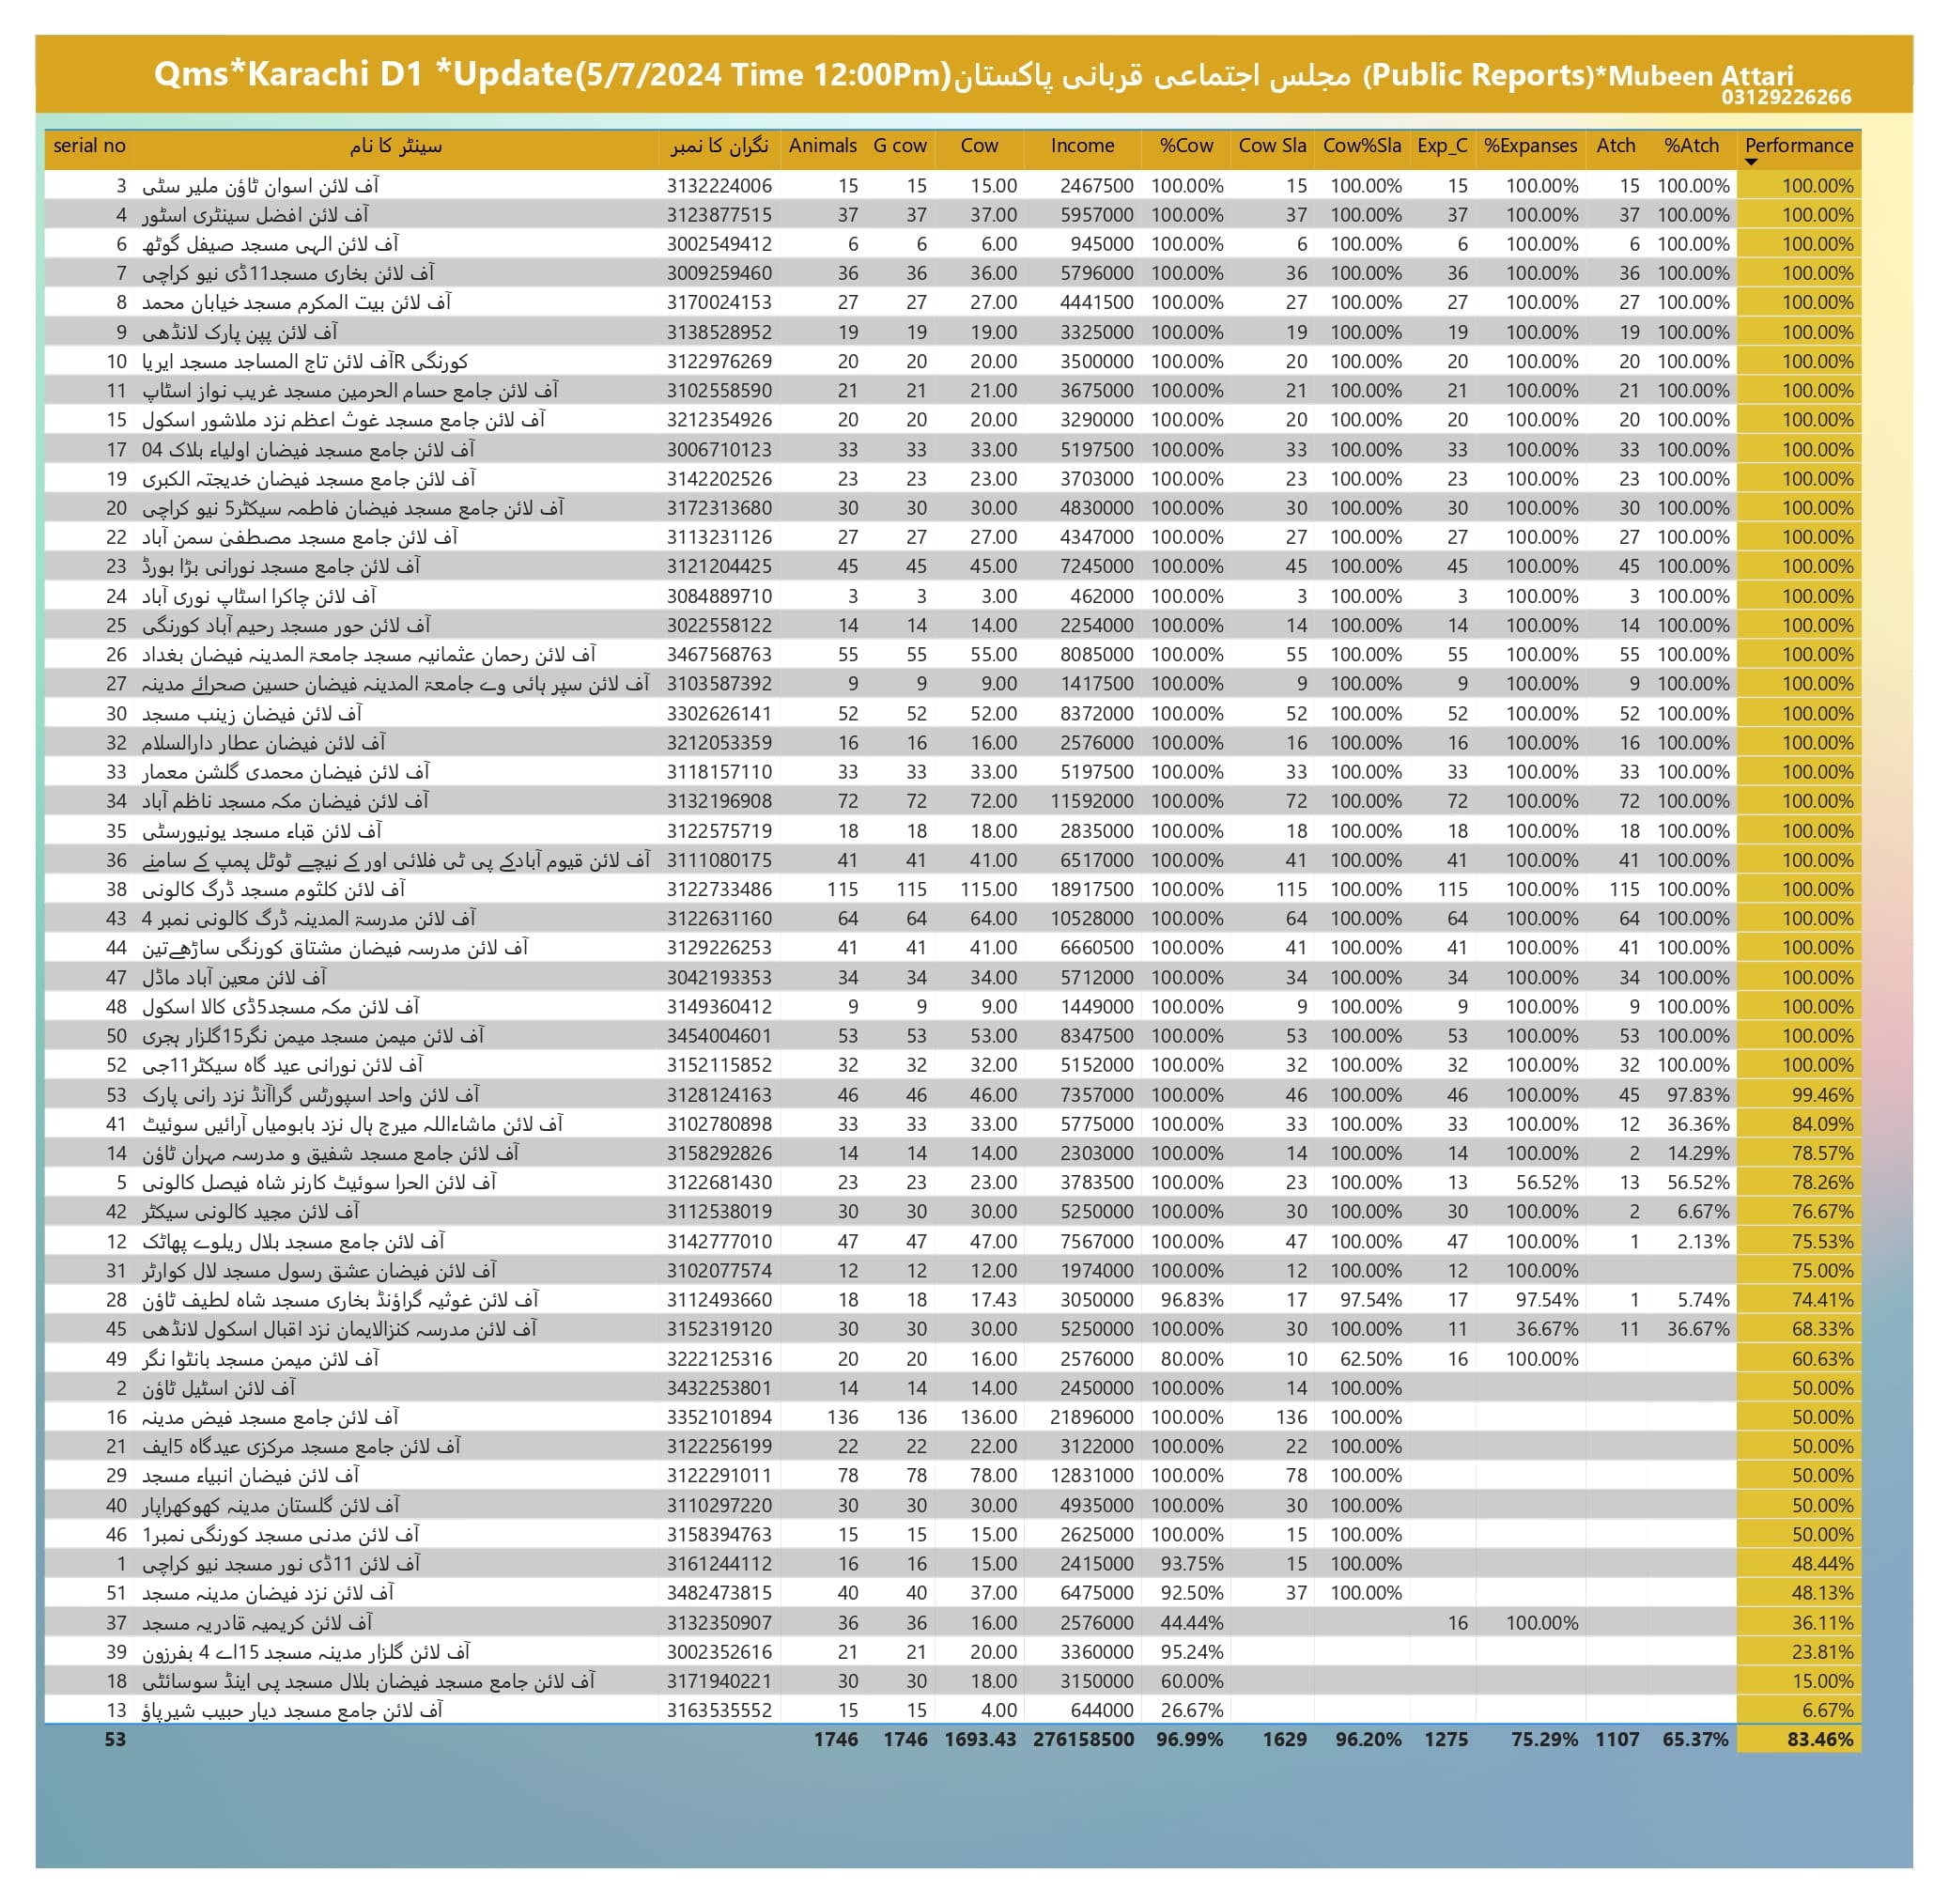 Qms*Karachi D1 *Update(5/7/2024 Time 12:00Pm)مجلس اجتماعی قربانی پاکستان (Public Reports)*Mubeen Attari
03129226266
serial no سینٹر کا نام نگران کا نمبر Animals G cow Cow Income %Cow Cow Sla Cow%Sla Exp_C %Expanses Atch %Atch Performance
3 آف لائن اسوان ٹاؤن ملیر سٹی 3132224006 15 15 15.00 2467500 100.00% 15 100.00% 15 100.00% 15 100.00% 100.00%
4 آف لائن افضل سینٹری اسٹور 3123877515 37 37 37.00 5957000 100.00% 37 100.00% 37 100.00% 37 100.00% 100.00%
6 آف لائن الہی مسجد صیفل گوٹھ 3002549412 6 6 6.00 945000 100.00% 6 100.00% 6 100.00% 6 100.00% 100.00%
7 آف لائن بخاری مسجد11ڈی نیو کراچی 3009259460 36 36 36.00 5796000 100.00% 36 100.00% 36 100.00% 36 100.00% 100.00%
8 آف لائن بیت المکرم مسجد خیابان محمد 3170024153 27 27 27.00 4441500 100.00% 27 100.00% 27 100.00% 27 100.00% 100.00%
9 آف لائن پپن پارک لانڈھی 3138528952 19 19 19.00 3325000 100.00% 19 100.00% 19 100.00% 19 100.00% 100.00%
10 آف لائن تاج المساجد مسجد ایریا R کورنگی 3122976269 20 20 20.00 3500000 100.00% 20 100.00% 20 100.00% 20 100.00% 100.00%
11 آف لائن جامع حسام الحرمین مسجد غریب نواز اسٹاپ 3102558590 21 21 21.00 3675000 100.00% 21 100.00% 21 100.00% 21 100.00% 100.00%
15 آف لائن جامع مسجد غوث اعظم نزد ملاشور اسکول 3212354926 20 20 20.00 3290000 100.00% 20 100.00% 20 100.00% 20 100.00% 100.00%
17 آف لائن جامع مسجد فیضان اولیاء بلاک 04 3006710123 33 33 33.00 5197500 100.00% 33 100.00% 33 100.00% 33 100.00% 100.00%
19 آف لائن جامع مسجد فیضان خدیجتہ الکبری 3142202526 23 23 23.00 3703000 100.00% 23 100.00% 23 100.00% 23 100.00% 100.00%
20 آف لائن جامع مسجد فیضان فاطمہ سیکٹر5 نیو کراچی 3172313680 30 30 30.00 4830000 100.00% 30 100.00% 30 100.00% 30 100.00% 100.00%
22 آف لائن جامع مسجد مصطفیٰ سمن آباد 3113231126 27 27 27.00 4347000 100.00% 27 100.00% 27 100.00% 27 100.00% 100.00%
23 آف لائن جامع مسجد نورانی بڑا بورڈ 3121204425 45 45 45.00 7245000 100.00% 45 100.00% 45 100.00% 45 100.00% 100.00%
24 آف لائن چاکرا اسٹاپ نوری آباد 3084889710 3 3 3.00 462000 100.00% 3 100.00% 3 100.00% 3 100.00% 100.00%
25 آف لائن حور مسجد رحیم آباد کورنگی 3022558122 14 14 14.00 2254000 100.00% 14 100.00% 14 100.00% 14 100.00% 100.00%
26 آف لائن رحمان عثمانیہ مسجد جامعۃ المدینہ فیضان بغداد 3467568763 55 55 55.00 8085000 100.00% 55 100.00% 55 100.00% 55 100.00% 100.00%
27 آف لائن سپر ہائی وے جامعۃ المدینہ فیضان حسین صحرائے مدینہ 3103587392 9 9 9.00 1417500 100.00% 9 100.00% 9 100.00% 9 100.00% 100.00%
30 آف لائن فیضان زینب مسجد 3302626141 52 52 52.00 8372000 100.00% 52 100.00% 52 100.00% 52 100.00% 100.00%
32 آف لائن فیضان عطار دارالسلام 3212053359 16 16 16.00 2576000 100.00% 16 100.00% 16 100.00% 16 100.00% 100.00%
33 آف لائن فیضان محمدی گلشن معمار 3118157110 33 33 33.00 5197500 100.00% 33 100.00% 33 100.00% 33 100.00% 100.00%
34 آف لائن فیضان مکہ مسجد ناظم آباد 3132196908 72 72 72.00 11592000 100.00% 72 100.00% 72 100.00% 72 100.00% 100.00%
35 آف لائن قباء مسجد یونیورسٹی 3122575719 18 18 18.00 2835000 100.00% 18 100.00% 18 100.00% 18 100.00% 100.00%
36 آف لائن قیوم آبادکے پی ٹی فلائی اور کے نیچے ٹوٹل پمپ کے سامنے 3111080175 41 41 41.00 6517000 100.00% 41 100.00% 41 100.00% 41 100.00% 100.00%
38 آف لائن کلثوم مسجد ڈرگ کالونی 3122733486 115 115 115.00 18917500 100.00% 115 100.00% 115 100.00% 115 100.00% 100.00%
43 آف لائن مدرسۃ المدینہ ڈرگ کالونی نمبر 4 3122631160 64 64 64.00 10528000 100.00% 64 100.00% 64 100.00% 64 100.00% 100.00%
44 آف لائن مدرسہ فیضان مشتاق کورنگی ساڑھےتین 3129226253 41 41 41.00 6660500 100.00% 41 100.00% 41 100.00% 41 100.00% 100.00%
47 آف لائن معین آباد ماڈل 3042193353 34 34 34.00 5712000 100.00% 34 100.00% 34 100.00% 34 100.00% 100.00%
48 آف لائن مکہ مسجد5ڈی کالا اسکول 3149360412 9 9 9.00 1449000 100.00% 9 100.00% 9 100.00% 9 100.00% 100.00%
50 آف لائن میمن مسجد میمن نگر15گلزار ہجری 3454004601 53 53 53.00 8347500 100.00% 53 100.00% 53 100.00% 53 100.00% 100.00%
52 آف لائن نورانی عید گاہ سیکٹر11جی 3152115852 32 32 32.00 5152000 100.00% 32 100.00% 32 100.00% 32 100.00% 100.00%
53 آف لائن واحد اسپورٹس گراآنڈ نزد رانی پارک 3128124163 46 46 46.00 7357000 100.00% 46 100.00% 46 100.00% 45 97.83% 99.46%
41 آف لائن ماشاءاللہ میرج ہال نزد بابومیاں آرائیں سوئیٹ 3102780898 33 33 33.00 5775000 100.00% 33 100.00% 33 100.00% 12 36.36% 84.09%
14 آف لائن جامع مسجد شفیق و مدرسہ مہران ٹاؤن 3158292826 14 14 14.00 2303000 100.00% 14 100.00% 14 100.00% 2 14.29% 78.57%
5 آف لائن الحرا سوئیٹ کارنر شاہ فیصل کالونی 3122681430 23 23 23.00 3783500 100.00% 23 100.00% 13 56.52% 13 56.52% 78.26%
42 آف لائن مجید کالونی سیکٹر 3112538019 30 30 30.00 5250000 100.00% 30 100.00% 30 100.00% 2 6.67% 76.67%
12 آف لائن جامع مسجد بلال ریلوے پھاٹک 3142777010 47 47 47.00 7567000 100.00% 47 100.00% 47 100.00% 1 2.13% 75.53%
31 آف لائن فیضان عشق رسول مسجد لال کوارٹر 3102077574 12 12 12.00 1974000 100.00% 12 100.00% 12 100.00% 75.00%
28 آف لائن غوثیہ گراؤنڈ بخاری مسجد شاہ لطیف ٹاؤن 3112493660 18 18 17.43 3050000 96.83% 17 97.54% 17 97.54% 1 5.74% 74.41%
45 آف لائن مدرسہ کنزالایمان نزد اقبال اسکول لانڈھی 3152319120 30 30 30.00 5250000 100.00% 30 100.00% 11 36.67% 11 36.67% 68.33%
49 آف لائن میمن مسجد بانٹوا نگر 3222125316 20 20 16.00 2576000 80.00% 10 62.50% 16 100.00% 60.63%
2 آف لائن اسٹیل ٹاؤن 3432253801 14 14 14.00 2450000 100.00% 14 100.00% 50.00%
16 آف لائن جامع مسجد فیض مدینہ 3352101894 136 136 136.00 21896000 100.00% 136 100.00% 50.00%
21 آف لائن جامع مسجد مرکزی عیدگاہ 5ایف 3122256199 22 22 22.00 3122000 100.00% 22 100.00% 50.00%
29 آف لائن فیضان انبیاء مسجد 3122291011 78 78 78.00 12831000 100.00% 78 100.00% 50.00%
40 آف لائن گلستان مدینہ کھوکھراپار 3110297220 30 30 30.00 4935000 100.00% 30 100.00% 50.00%
46 آف لائن مدنی مسجد کورنگی نمبر1 3158394763 15 15 15.00 2625000 100.00% 15 100.00% 50.00%
1 آف لائن 11ڈی نور مسجد نیو کراچی 3161244112 16 16 15.00 2415000 93.75% 15 100.00% 48.44%
51 آف لائن نزد فیضان مدینہ مسجد 3482473815 40 40 37.00 6475000 92.50% 37 100.00% 48.13%
37 آف لائن کریمیہ قادریہ مسجد 3132350907 36 36 16.00 2576000 44.44% 16 100.00% 36.11%
39 آف لائن گلزار مدینہ مسجد 15اے 4 بفرزون 3002352616 21 21 20.00 3360000 95.24% 23.81%
18 آف لائن جامع مسجد فیضان بلال مسجد پی اینڈ سوسائٹی 3171940221 30 30 18.00 3150000 60.00% 15.00%
13 آف لائن جامع مسجد دیار حبیب شیرپاؤ 3163535552 15 15 4.00 644000 26.67% 6.67%
53 1746 1746 1693.43 276158500 96.99% 1629 96.20% 1275 75.29% 1107 65.37% 83.46%